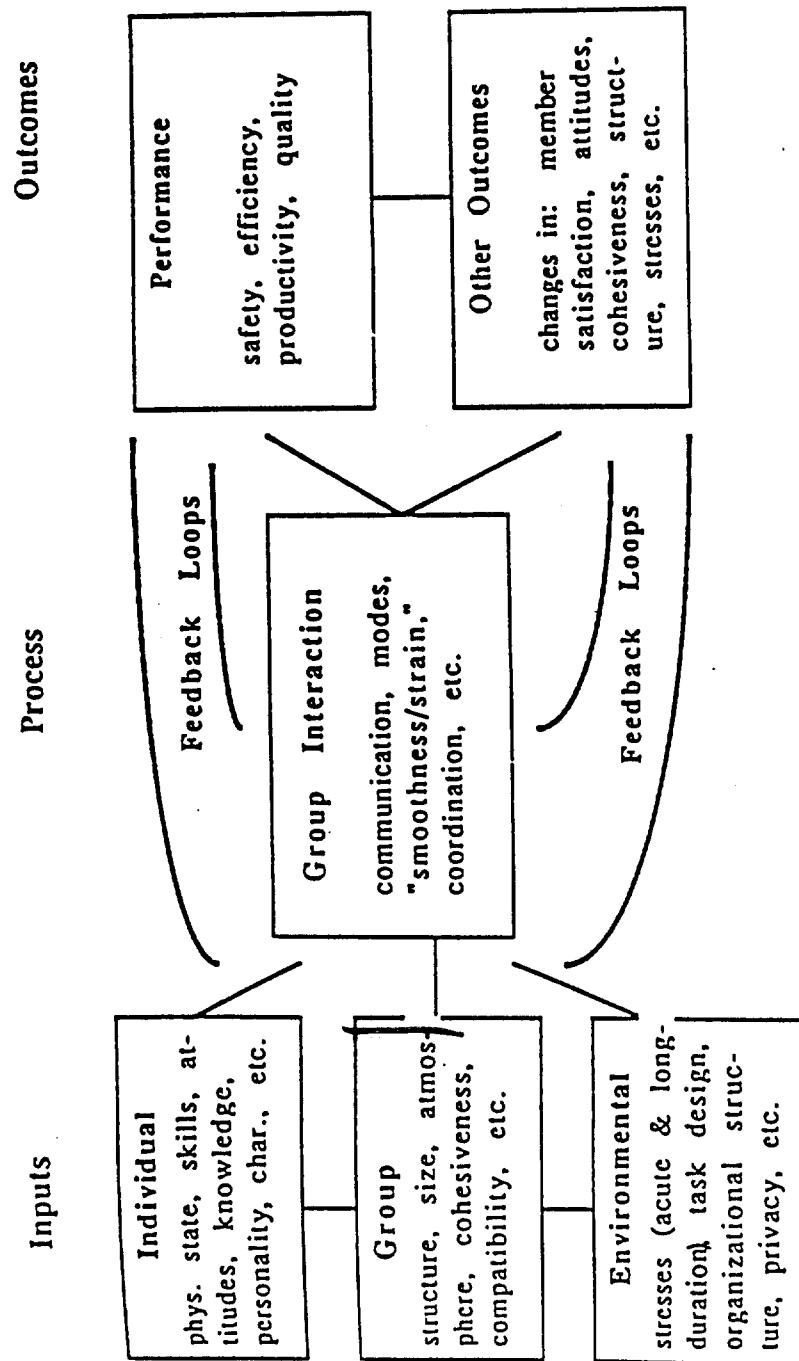 Inputs
Process
Outcomes
Individual
phys. state, skills, at-
titudes, knowledge,
personality, char., etc.
Group
structure, size, atmos-
phere, cohesiveness,
compatibility, etc.
Environmental
stresses (acute & long-
duration), task design,
organizational struc-
ture, privacy, etc.
Feedback Loops
Group Interaction
communication, modes,
"smoothness/strain,"
coordination, etc.
Feedback Loops
Performance
safety, efficiency,
productivity, quality
Other Outcomes
changes in: member
satisfaction, attitudes,
cohesiveness, struct-
ure, stresses, etc.